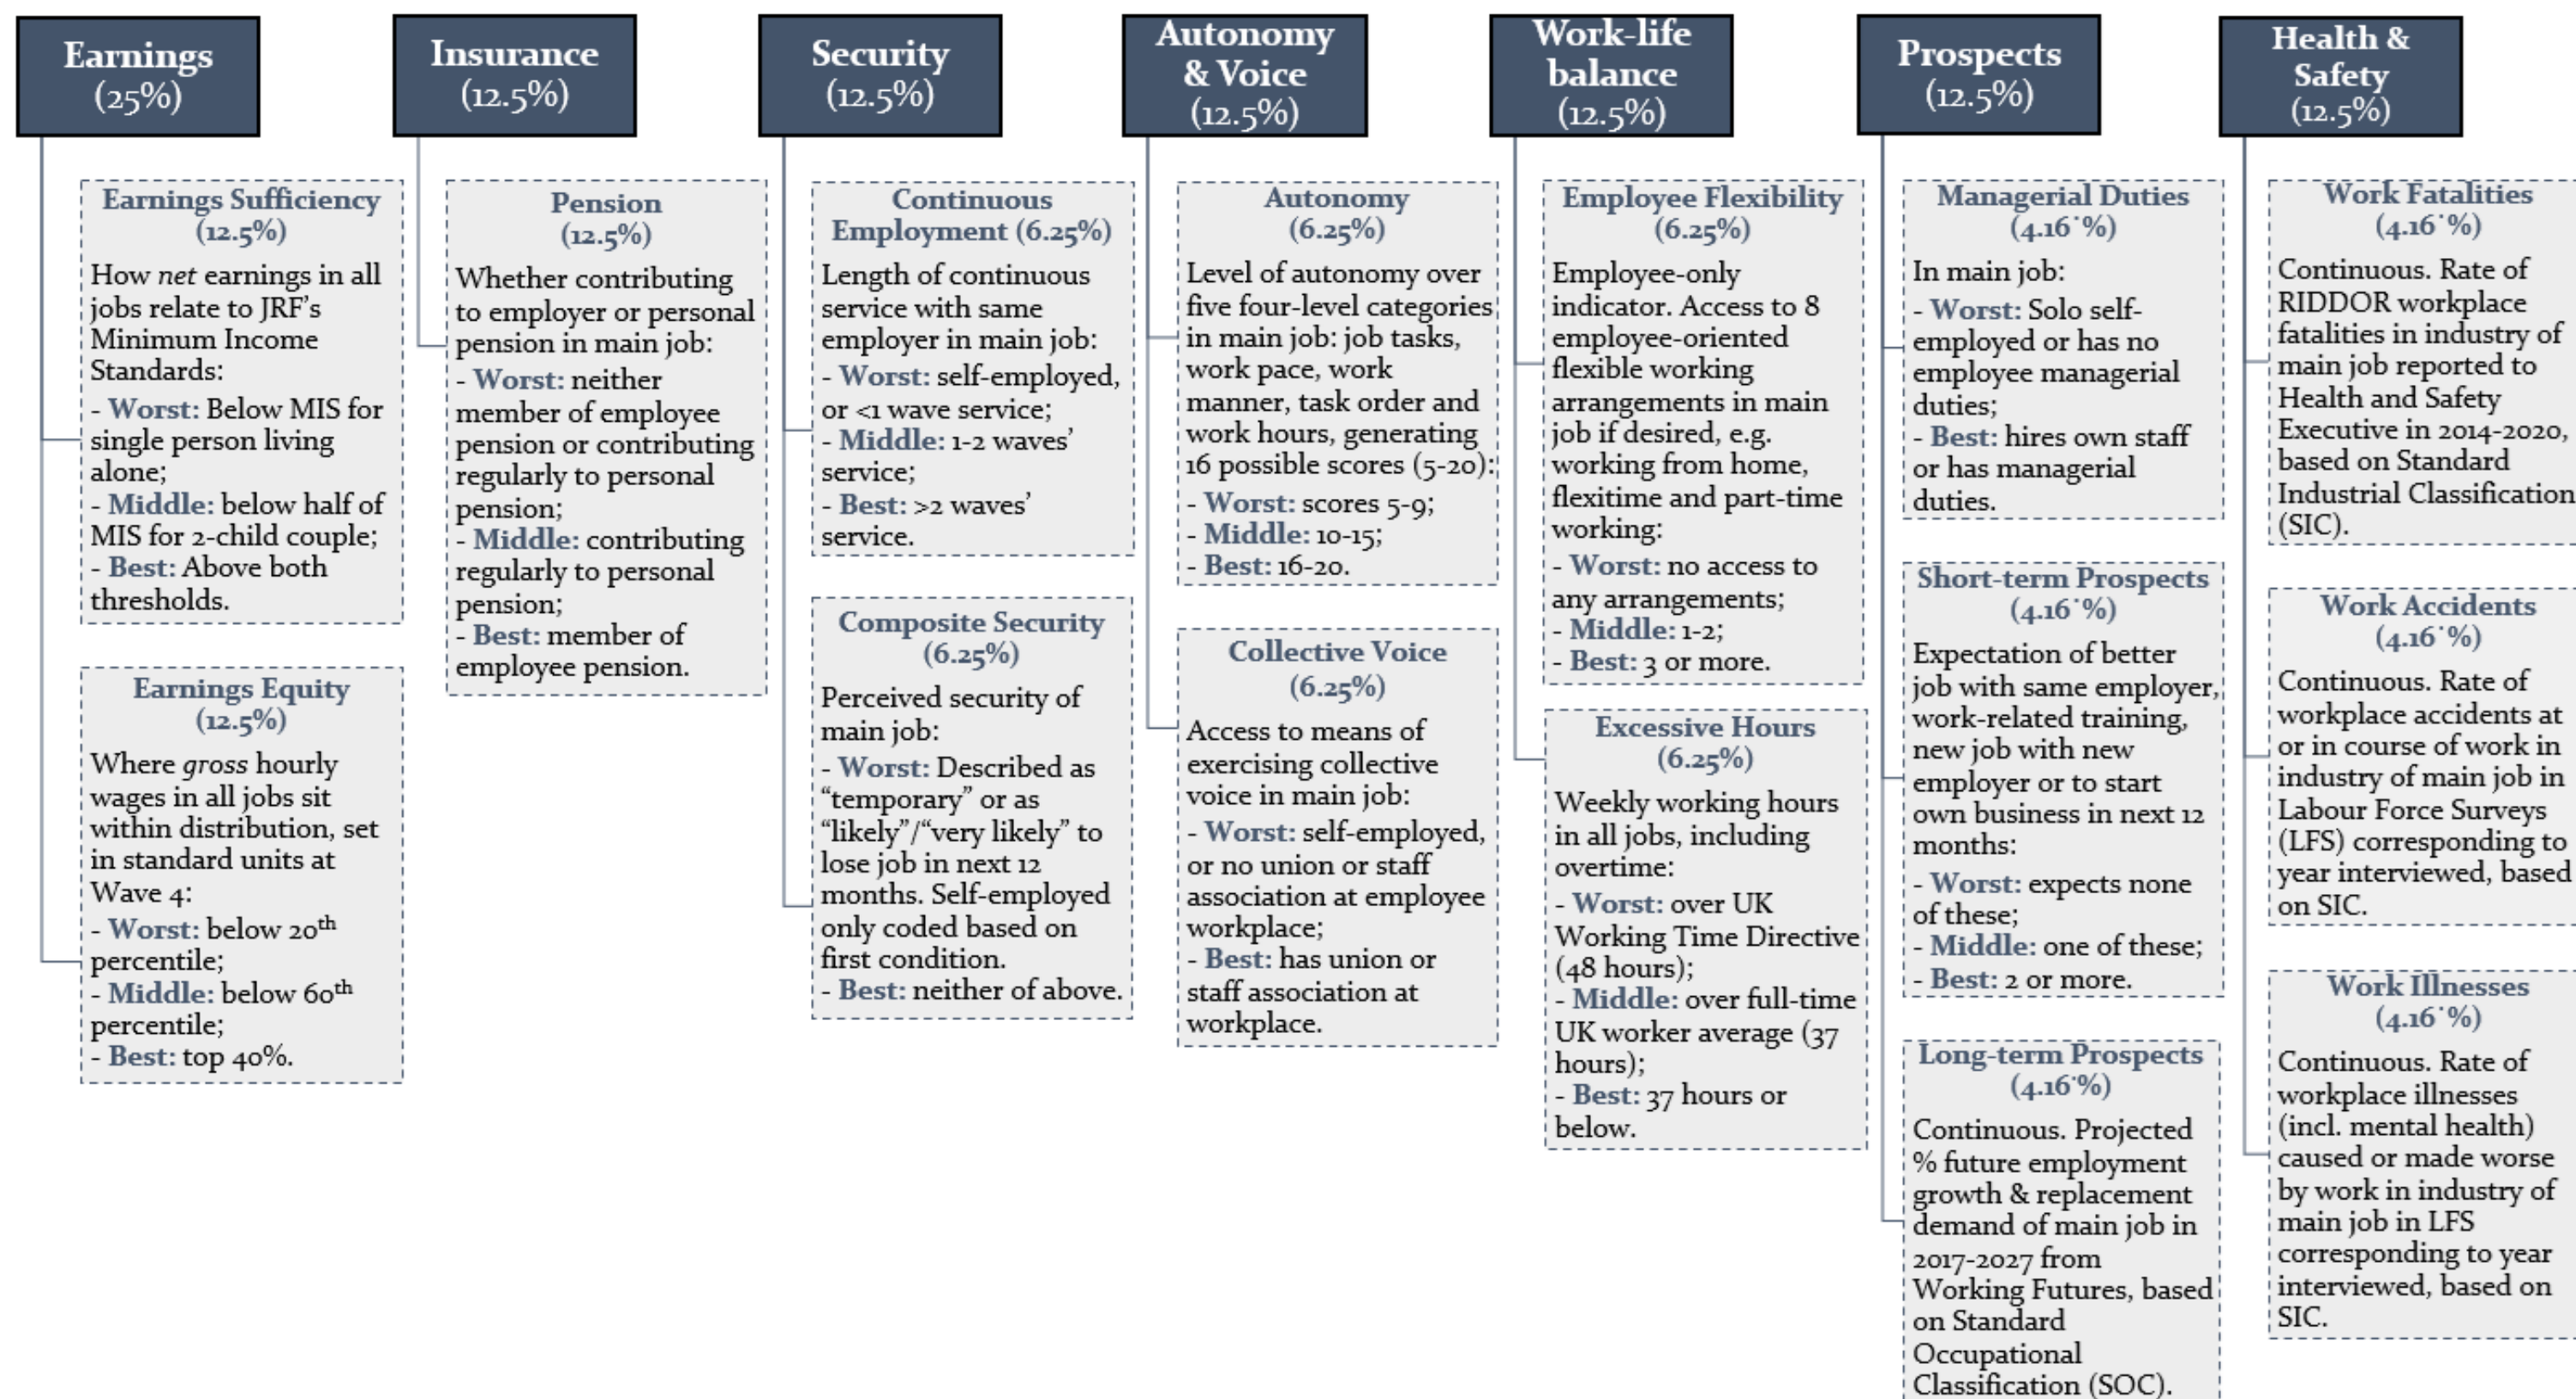 Earnings
(25%)
Insurance
(12.5%)
Security
(12.5%)
Autonomy
& Voice
(12.5%)
Work-life
balance
(12.5%)
Prospects
(12.5%)
Health &
Safety
(12.5%)
Earnings Sufficiency
(12.5%)
How net earnings in all
jobs relate to JRF’s
Minimum Income
Standards:
- Worst: Below MIS for
single person living
alone;
- Middle: below half of
MIS for 2-child couple;
- Best: Above both
thresholds.
Earnings Equity
(12.5%)
Where gross hourly
wages in all jobs sit
within distribution, set
in standard units at
Wave 4:
- Worst: below 20th
percentile;
- Middle: below 60th
percentile;
- Best: top 40%.
Pension
(12.5%)
Whether contributing
to employer or personal
pension in main job:
- Worst: neither
member of employee
pension or contributing
regularly to personal
pension;
- Middle: contributing
regularly to personal
pension;
- Best: member of
employee pension.
Continuous
Employment (6.25%)
Length of continuous
service with same
employer in main job:
- Worst: self-employed,
or <1 wave service;
- Middle: 1-2 waves’
service;
- Best: >2 waves’
service.
Composite Security
(6.25%)
Perceived security of
main job:
- Worst: Described as
“temporary” or as
“likely”/“very likely” to
lose job in next 12
months. Self-employed
only coded based on
first condition.
- Best: neither of above.
Autonomy
(6.25%)
Level of autonomy over
five four-level categories
in main job: job tasks,
work pace, work
manner, task order and
work hours, generating
16 possible scores (5-20):
- Worst: scores 5-9;
- Middle: 10-15;
- Best: 16-20.
Collective Voice
(6.25%)
Access to means of
exercising collective
voice in main job:
- Worst: self-employed,
or no union or staff
association at employee
workplace;
- Best: has union or
staff association at
workplace.
Employee Flexibility
(6.25%)
Employee-only
indicator. Access to 8
employee-oriented
flexible working
arrangements in main
job if desired, e.g.
working from home,
flexitime and part-time
working:
- Worst: no access to
any arrangements;
- Middle: 1-2;
- Best: 3 or more.
Excessive Hours
(6.25%)
Weekly working hours
in all jobs, including
overtime:
- Worst: over UK
Working Time Directive
(48 hours);
- Middle: over full-time
UK worker average (37
hours);
- Best: 37 hours or
below.
Managerial Duties
(4.16˙%)
In main job:
- Worst: Solo self-
employed or has no
employee managerial
duties;
- Best: hires own staff
or has managerial
duties.
Short-term Prospects
(4.16˙%)
Expectation of better
job with same employer,
work-related training,
new job with new
employer or to start
own business in next 12
months:
- Worst: expects none
of these;
- Middle: one of these;
- Best: 2 or more.
Long-term Prospects
(4.16˙%)
Continuous. Projected
% future employment
growth & replacement
demand of main job in
2017-2027 from
Working Futures, based
on Standard
Occupational
Classification (SOC).
Work Fatalities
(4.16˙%)
Continuous. Rate of
RIDDOR workplace
fatalities in industry of
main job reported to
Health and Safety
Executive in 2014-2020,
based on Standard
Industrial Classification
(SIC).
Work Accidents
(4.16˙%)
Continuous. Rate of
workplace accidents at
or in course of work in
industry of main job in
Labour Force Surveys
(LFS) corresponding to
year interviewed, based
on SIC.
Work Illnesses
(4.16˙%)
Continuous. Rate of
workplace illnesses
(incl. mental health)
caused or made worse
by work in industry of
main job in LFS
corresponding to year
interviewed, based on
SIC.